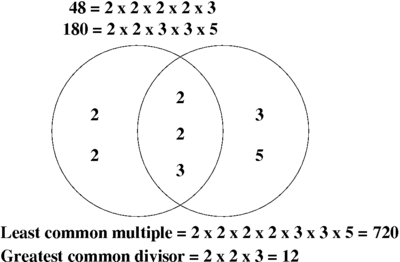 48 = 2 x 2 x 2 x 2 x 3
180 = 2 x 2 x 3 x 3 x 5
2
2 3
2
2 5
3
Least common multiple = 2 x 2 x 2 x 2 x 3 x 3 x 5 = 720
Greatest common divisor = 2 x 2 x 3 = 12